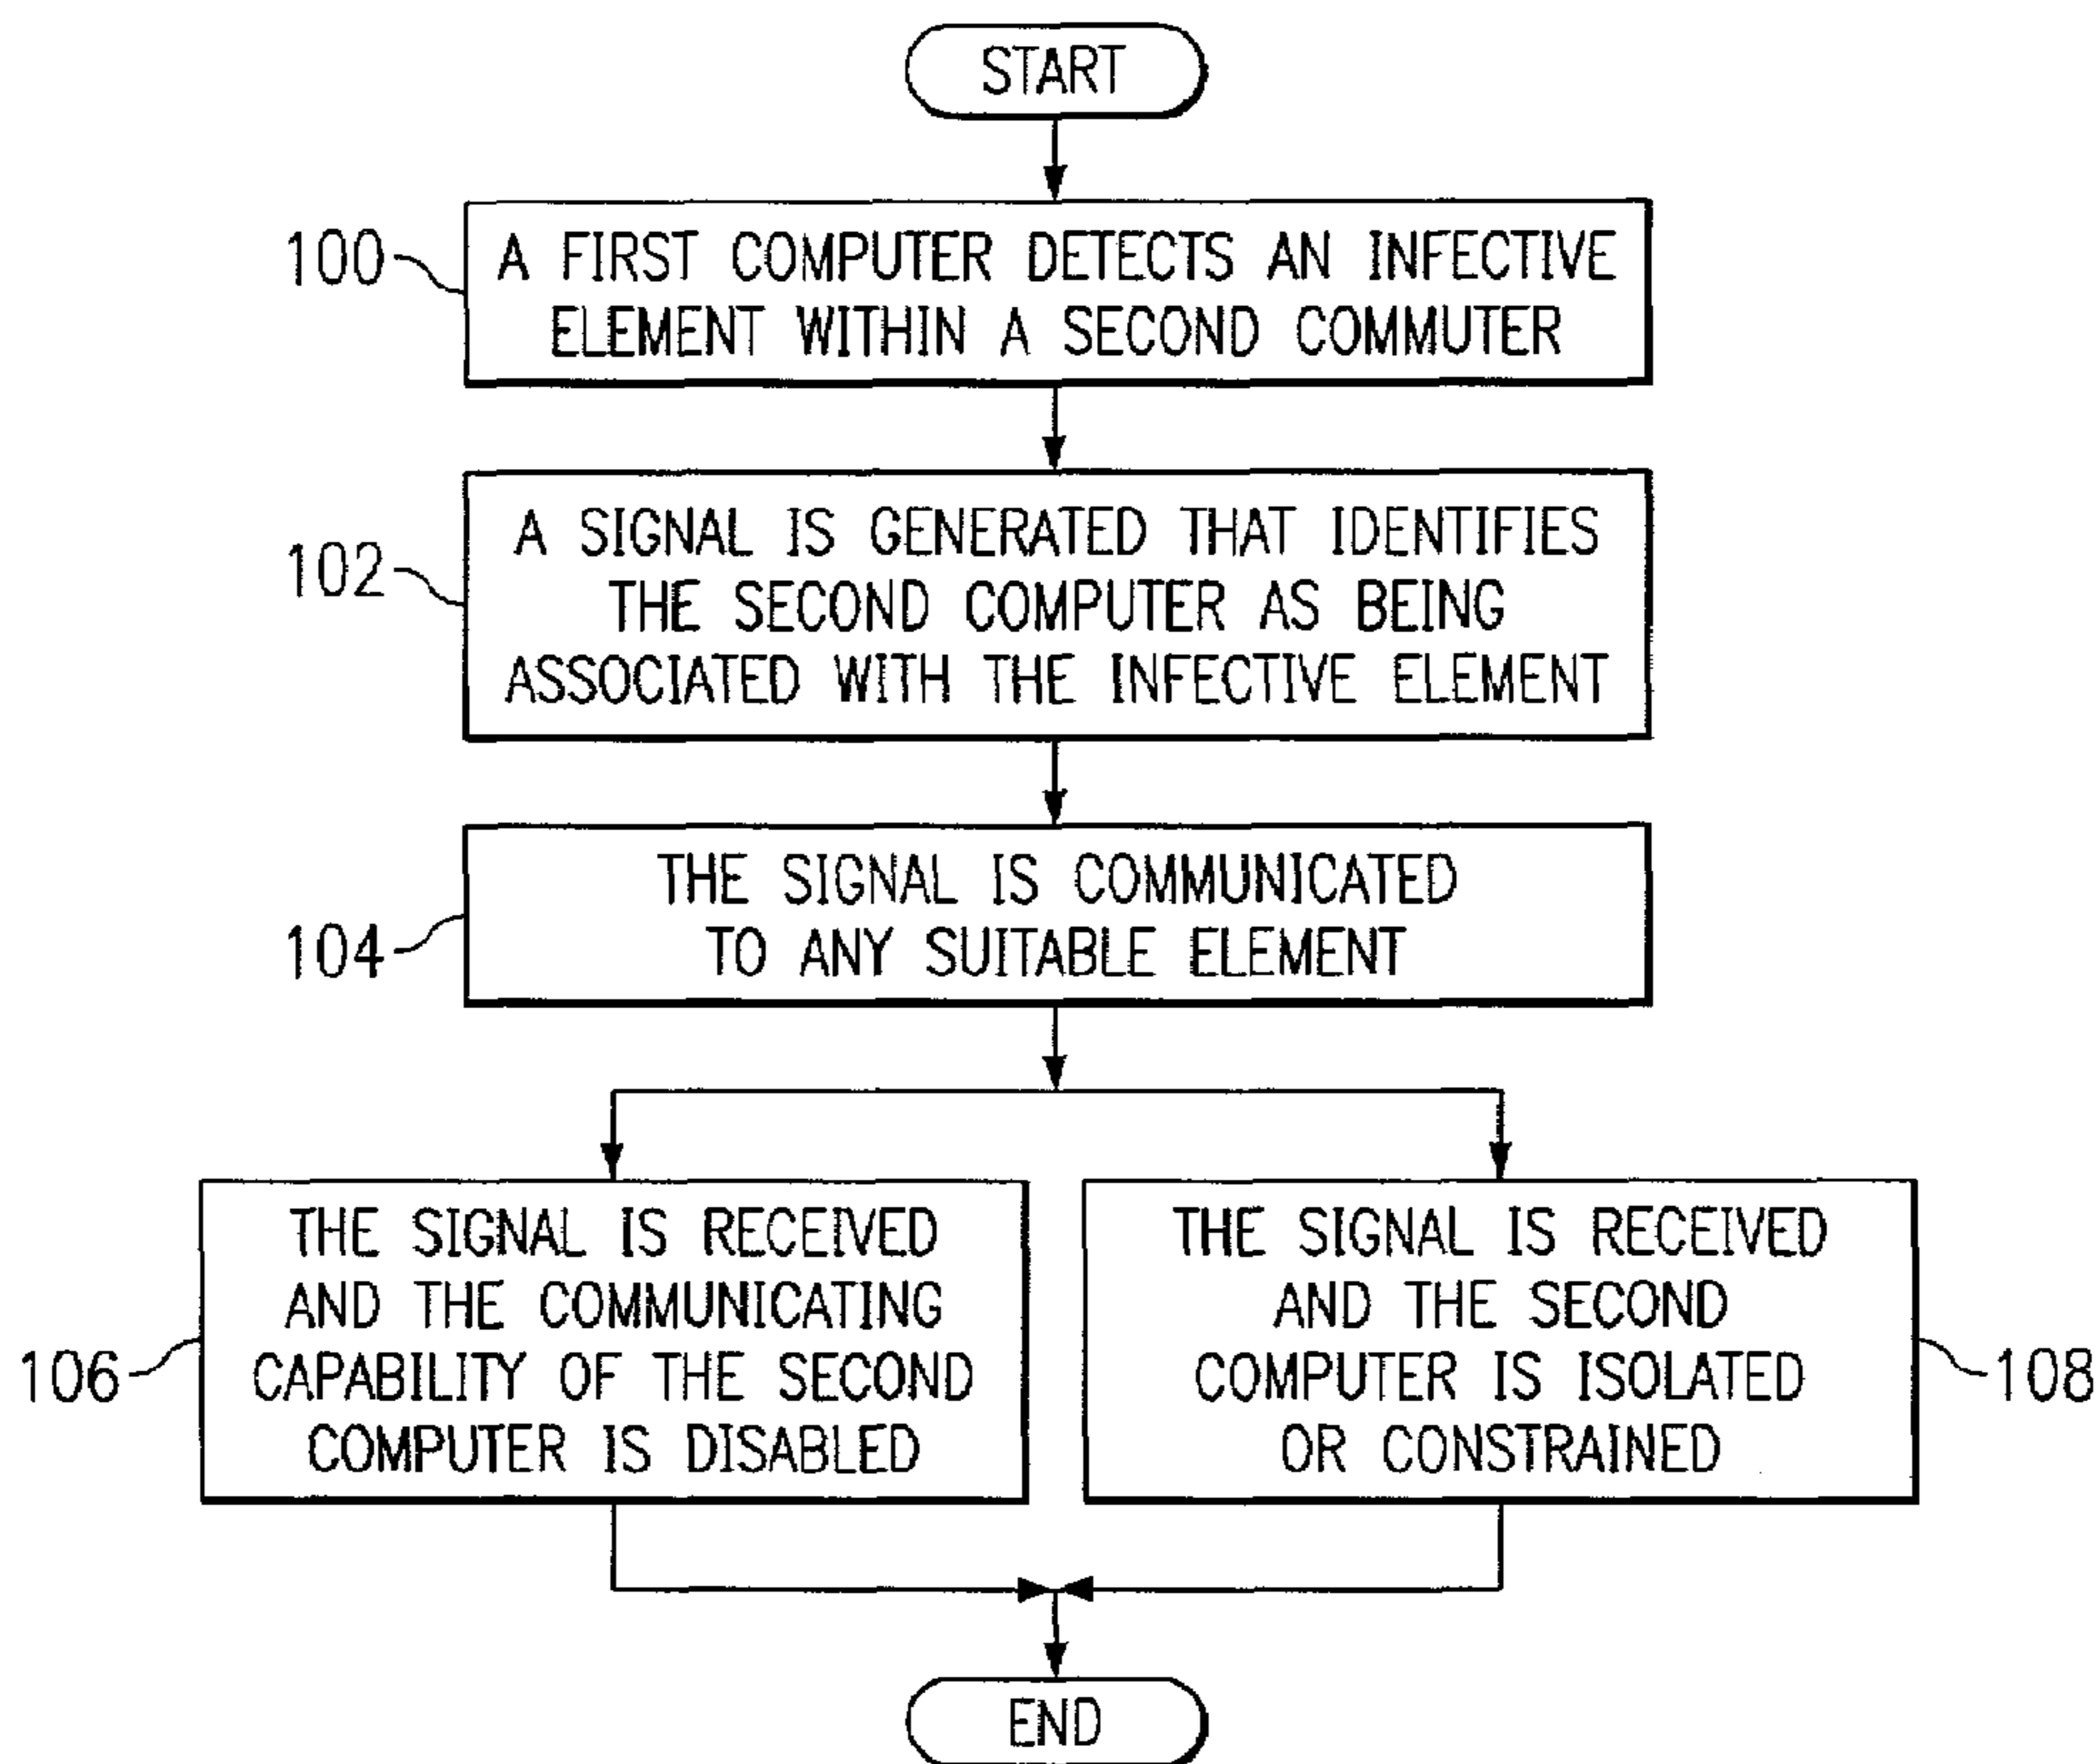 START
100
A FIRST COMPUTER DETECTS AN INFECTIVE
ELEMENT WITHIN A SECOND COMMUTER
102
A SIGNAL IS GENERATED THAT IDENTIFIES
THE SECOND COMPUTER AS BEING
ASSOCIATED WITH THE INFECTIVE ELEMENT
104
THE SIGNAL IS COMMUNICATED
TO ANY SUITABLE ELEMENT
106
THE SIGNAL IS RECEIVED
AND THE COMMUNICATING
CAPABILITY OF THE SECOND
COMPUTER IS DISABLED
THE SIGNAL IS RECEIVED
AND THE SECOND
COMPUTER IS ISOLATED
OR CONSTRAINED
108
END